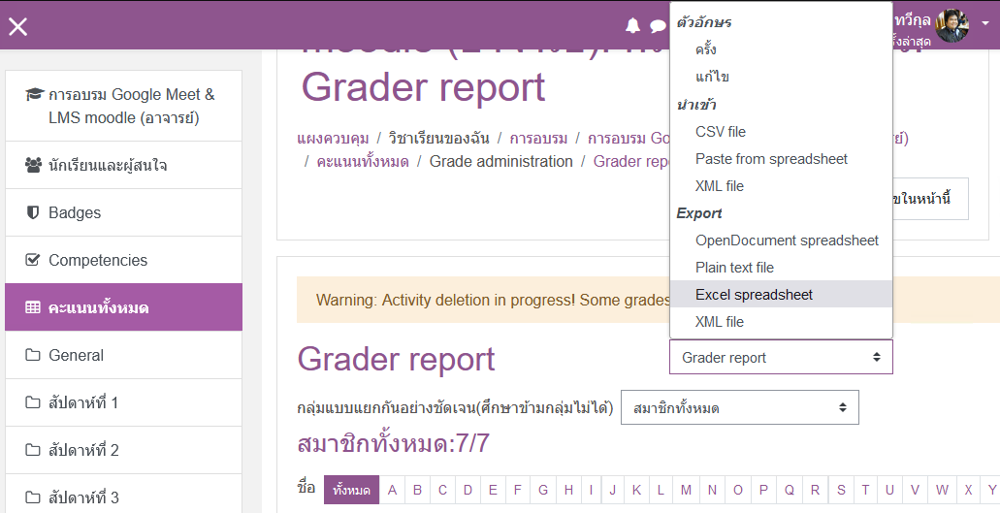 ทวีกุล
ครั้งล่าสุด
Grader report
แผงควบคุม / วิชาเรียนของฉัน / การอบรม / การอบรม Go
/ คะแนนทั้งหมด / Grade administration / Grader repo
ขในหน้านี้
Warning: Activity deletion in progress! Some grades
Grader report
Grader report
กลุ่มแบบแยกกันอย่างชัดเจน(ศึกษาข้ามกลุ่มไม่ได้) สมาชิกทั้งหมด
สมาชิกทั้งหมด:7/7
ชื่อ ทั้งหมด A B C D E F G H I J K L M N O P Q R S T U V W X Y
การอบรม Google Meet &
LMS moodle (อาจารย์)
นักเรียนและผู้สนใจ
Badges
Competencies
คะแนนทั้งหมด
General
สัปดาห์ที่ 1
สัปดาห์ที่ 2
สัปดาห์ที่ 3
ตัวอักษร
ครั้ง
แก้ไข
นำเข้า
CSV file
Paste from spreadsheet
XML file
Export
OpenDocument spreadsheet
Plain text file
Excel spreadsheet
XML file